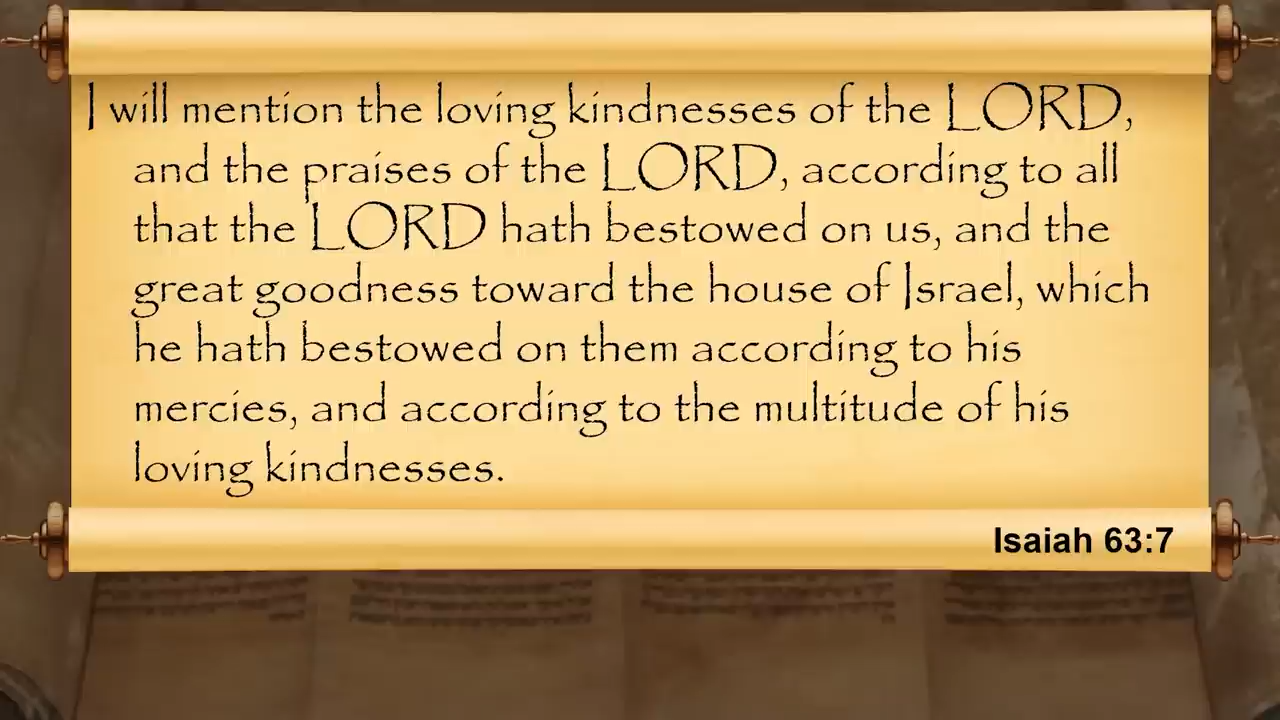 I will mention the loving kindnesses of the LORD,
and the praises of the LORD, according to all
that the LORD hath bestowed on us, and the
great goodness toward the house of Israel, which
he hath bestowed on them according to his
mercies, and according to the multitude of his
loving kindnesses.
Isaiah 63:7